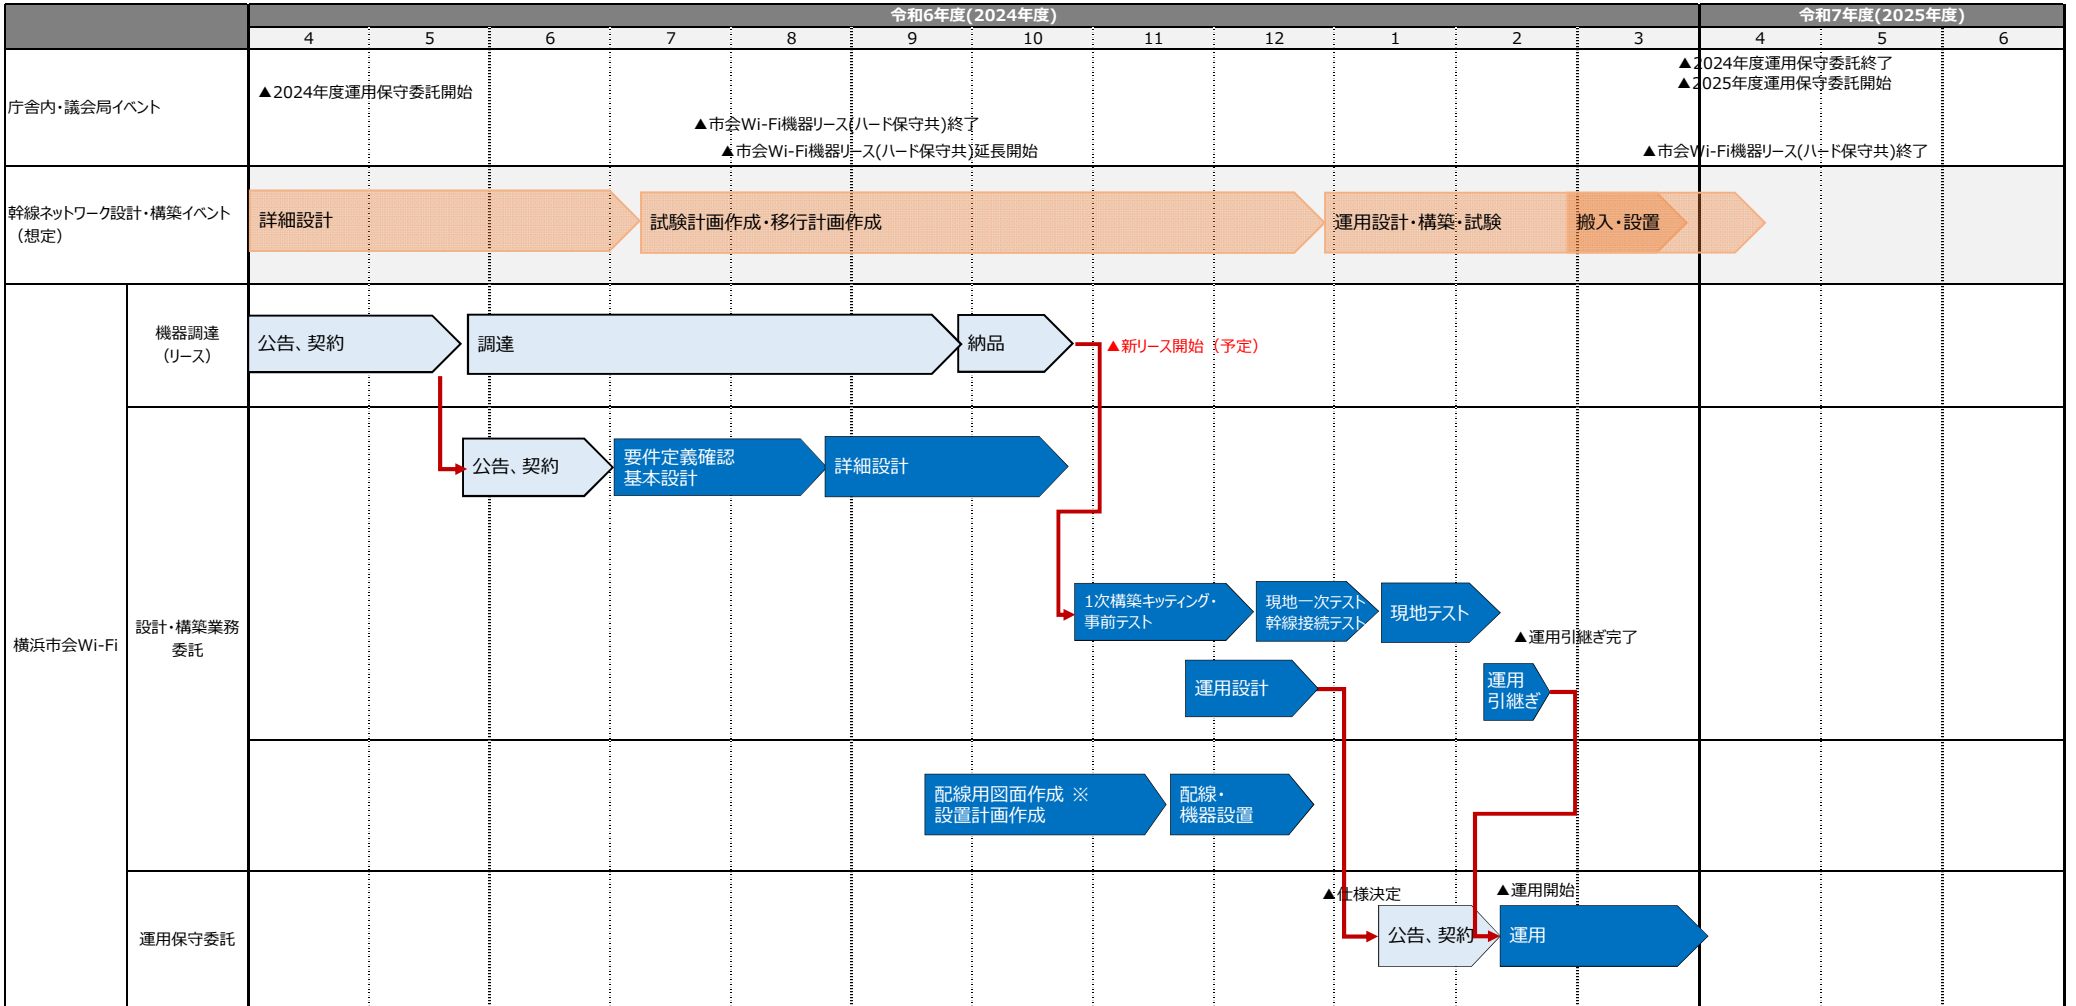 令和6年度(2024年度)
令和7年度(2025年度)
4 5 6 7 8 9 10 11 12 1 2 3 4 5 6
庁舎内・議会局イベント
▲2024年度運用保守委託開始
▲市会Wi-Fi機器リース(ハード保守共)終了
▲市会Wi-Fi機器リース(ハード保守共)延長開始
▲2024年度運用保守委託終了
▲2025年度運用保守委託開始
▲市会Wi-Fi機器リース(ハード保守共)終了
幹線ネットワーク設計・構築イベント
（想定）
詳細設計
試験計画作成・移行計画作成
運用設計・構築・試験
搬入・設置
横浜市会Wi-Fi
機器調達
（リース）
公告、契約
調達
納品
▲新リース開始（予定）
設計・構築業務
委託
公告、契約
要件定義確認
基本設計
詳細設計
1次構築キッティング・
事前テスト
現地一次テスト
幹線接続テスト
現地テスト
▲運用引継ぎ完了
運用設計
運用
引継ぎ
配線用図面作成 ※
設置計画作成
配線・
機器設置
運用保守委託
▲仕様決定
公告、契約
▲運用開始
運用